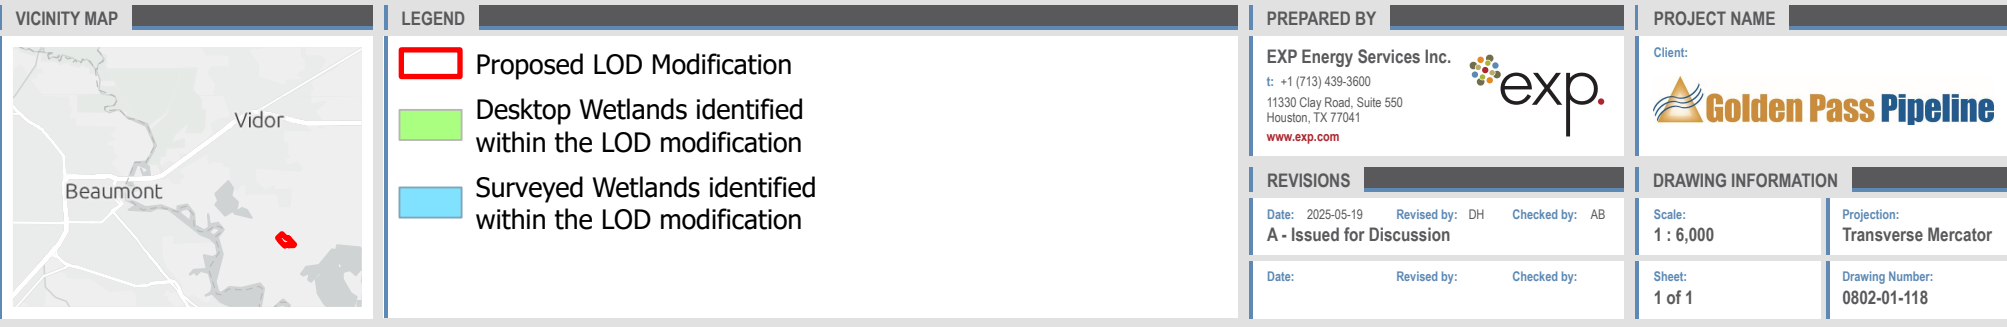 VICINITY MAP
Vidor
Beaumont
LEGEND
Proposed LOD Modification
Desktop Wetlands identified
within the LOD modification
Surveyed Wetlands identified
within the LOD modification
PREPARED BY
EXP Energy Services Inc.
t: +1 (713) 439-3600
11330 Clay Road, Suite 550
Houston, TX 77041
www.exp.com
exp.
REVISIONS
Date: 2025-05-19 Revised by: DH Checked by: AB
A - Issued for Discussion
Date: Revised by: Checked by:
PROJECT NAME
Client:
Golden Pass Pipeline
DRAWING INFORMATION
Scale:
1 : 6,000
Projection:
Transverse Mercator
Sheet:
1 of 1
Drawing Number:
0802-01-118